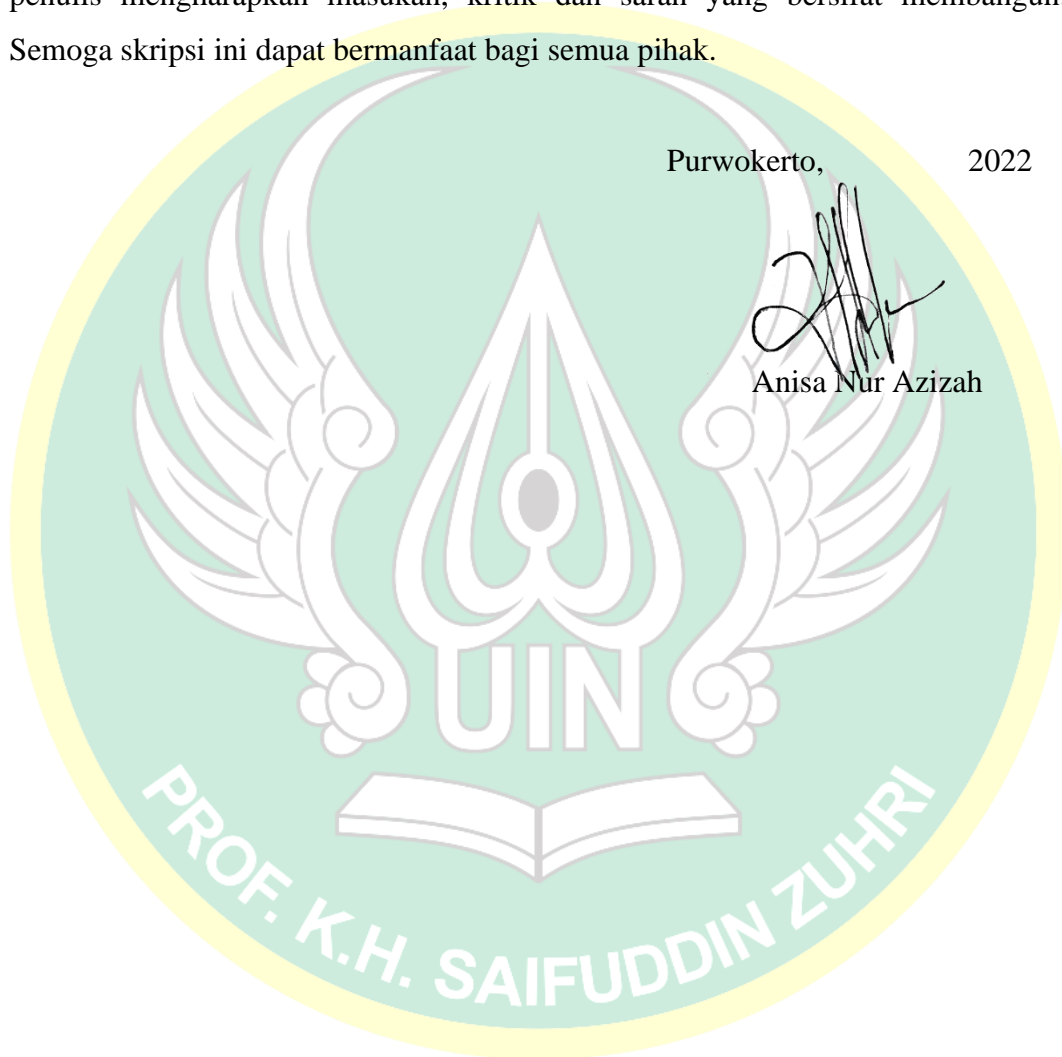 penulis mengharapkan masukan, kritik dan saran yang bersifat membangun.
Semoga skripsi ini dapat bermanfaat bagi semua pihak.
Purwokerto, 2022
Anisa Nur Azizah
UIN
PROF. K.H. SAIFUDDIN ZUHRI